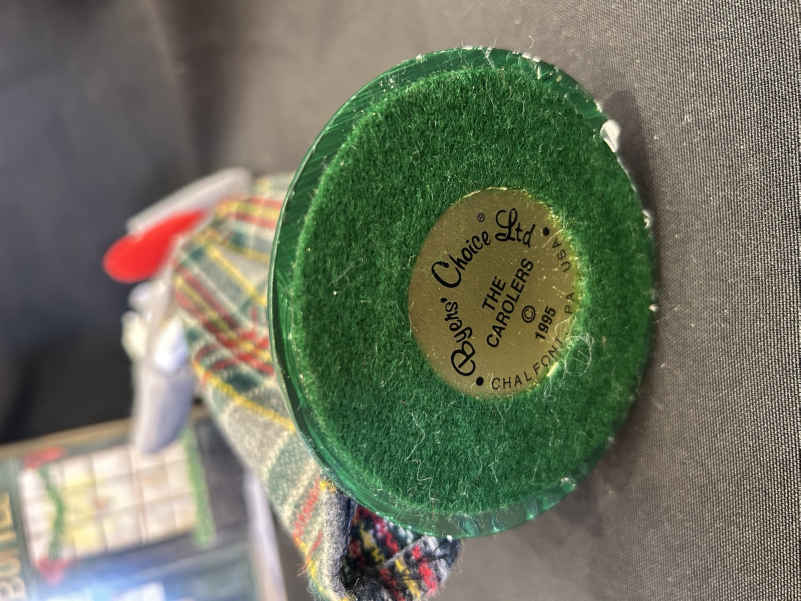 Byers' Choice® Ltd
THE
CAROLERS
©
1995
• CHALFONT, PA USA •